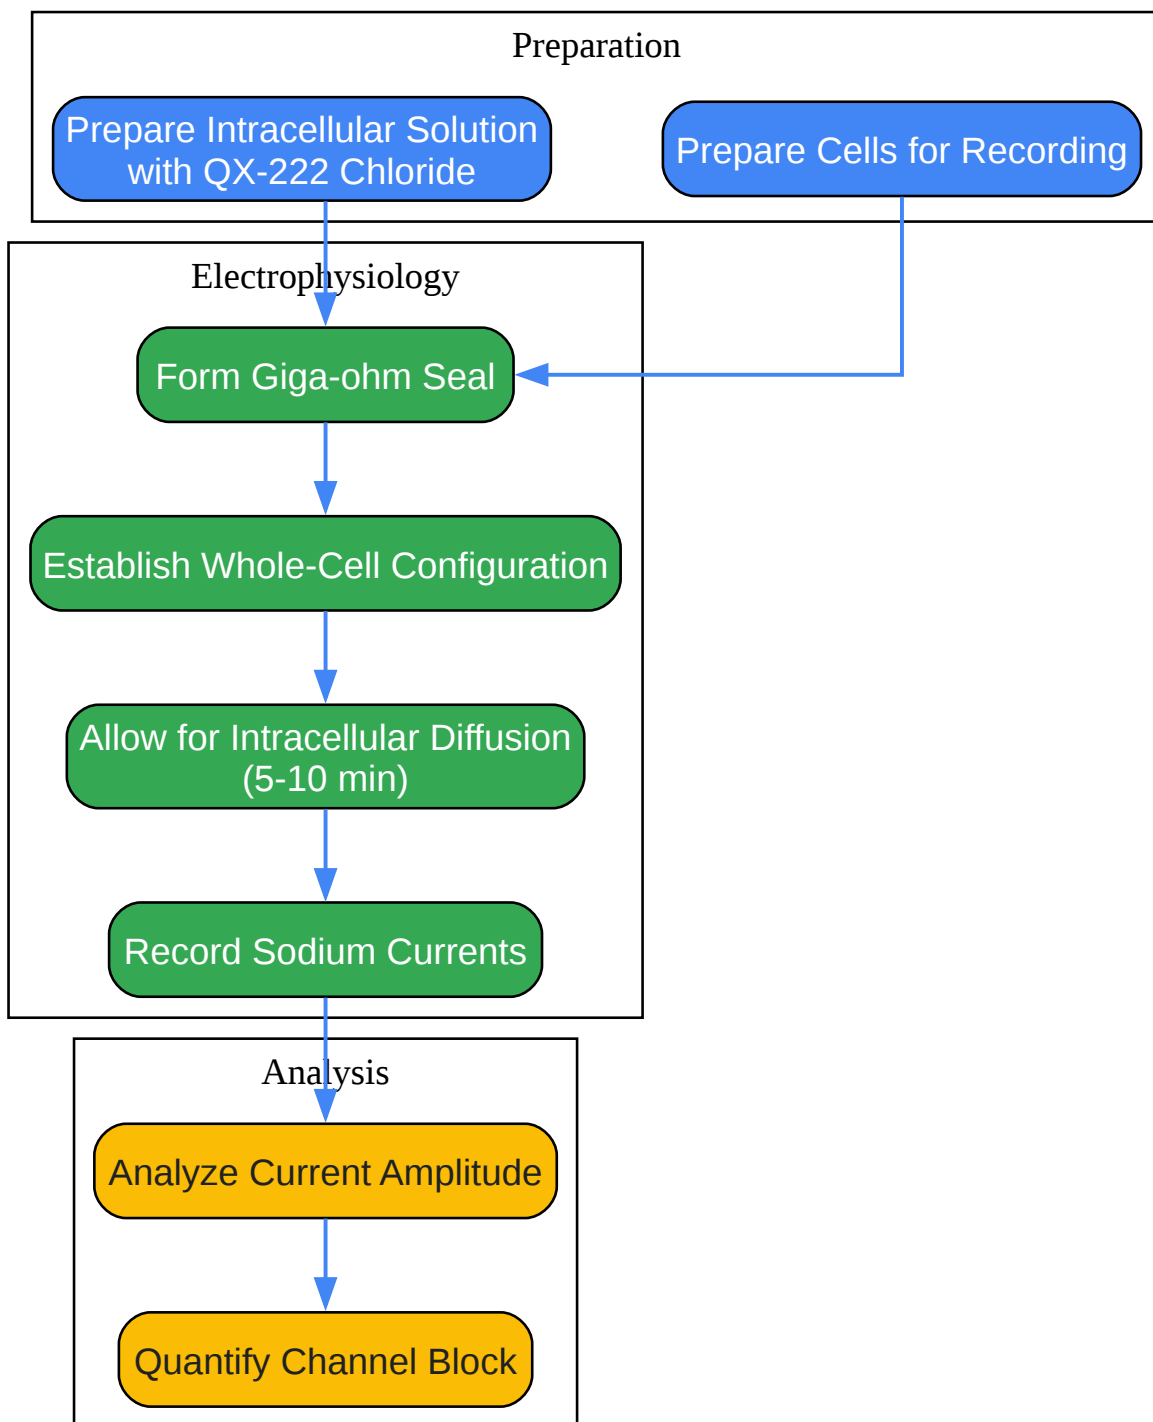 Preparation
Prepare Intracellular Solution
with QX-222 Chloride
Prepare Cells for Recording
Electrophysiology
Form Giga-ohm Seal
Establish Whole-Cell Configuration
Allow for Intracellular Diffusion
(5-10 min)
Record Sodium Currents
Analysis
Analyze Current Amplitude
Quantify Channel Block